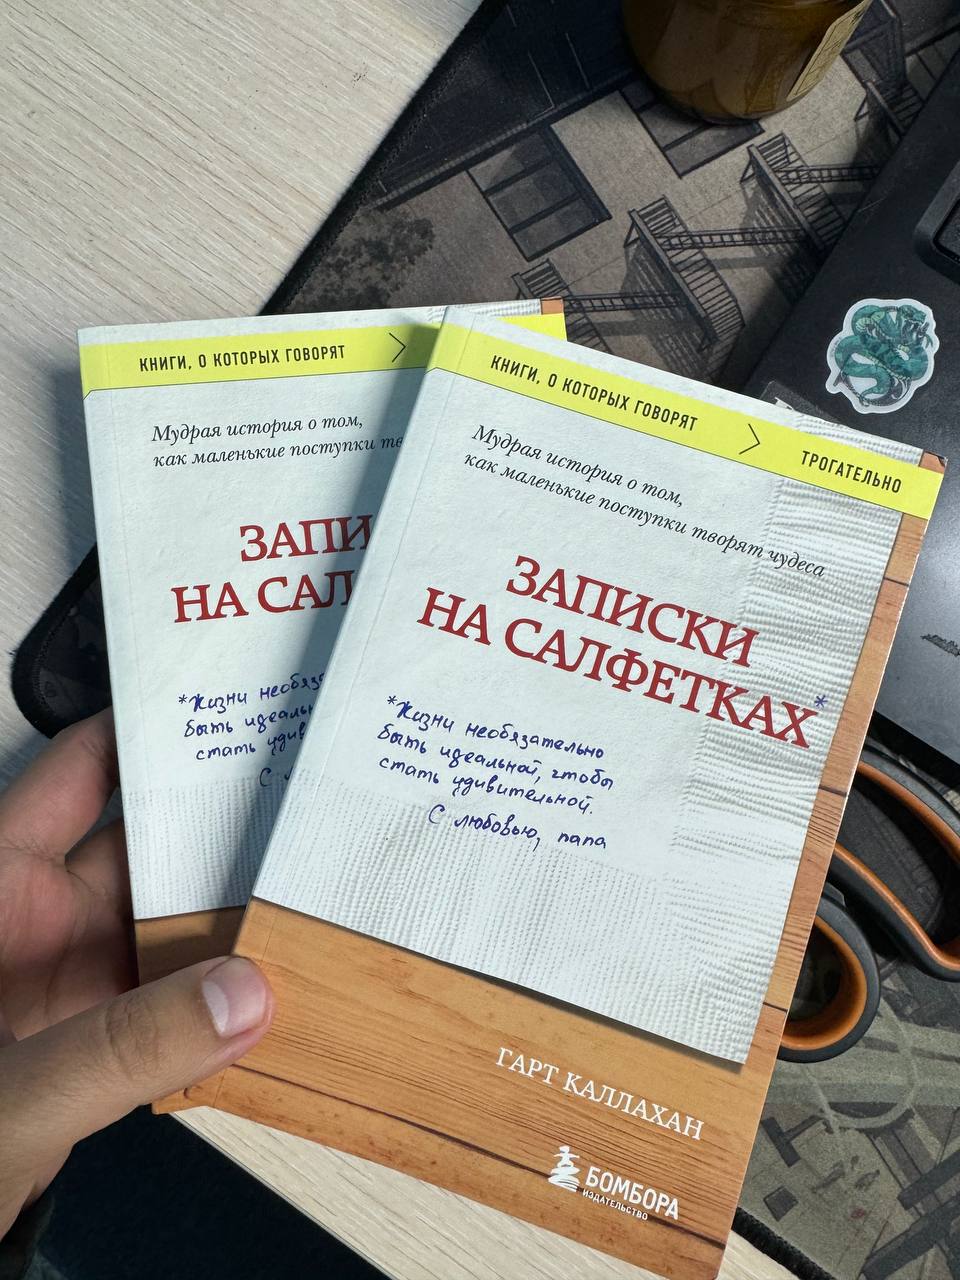 КНИГИ, О КОТОРЫХ ГОВОРЯТ
Мудрая история о том,
как маленькие поступки
ЗАПИ
НА САЛ
*Жизни необяз
быть идеальн
стать удив
С
КНИГИ, О КОТОРЫХ ГОВОРЯТ
ТРОГАТЕЛЬНО
Мудрая история о том,
как маленькие поступки творят чудеса
ЗАПИСКИ
НА САЛФЕТКАХ*
*Жизни необязательно
быть идеальной, чтобы
стать удивительной.
С любовью, папа
ГАРТ КАЛЛАХАН
БОМБОРА
ИЗДАТЕЛЬСТВО